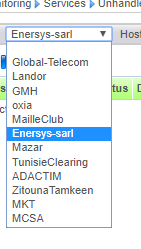 nitoring Services Unhandle
Enersys-sarl Host
Global-Telecom
Landor
GMH
oxia
MailleClub
Enersys-sarl
Mazar
TunisieClearing
ADACTIM
ZitounaTamkeen
MKT
MCSA